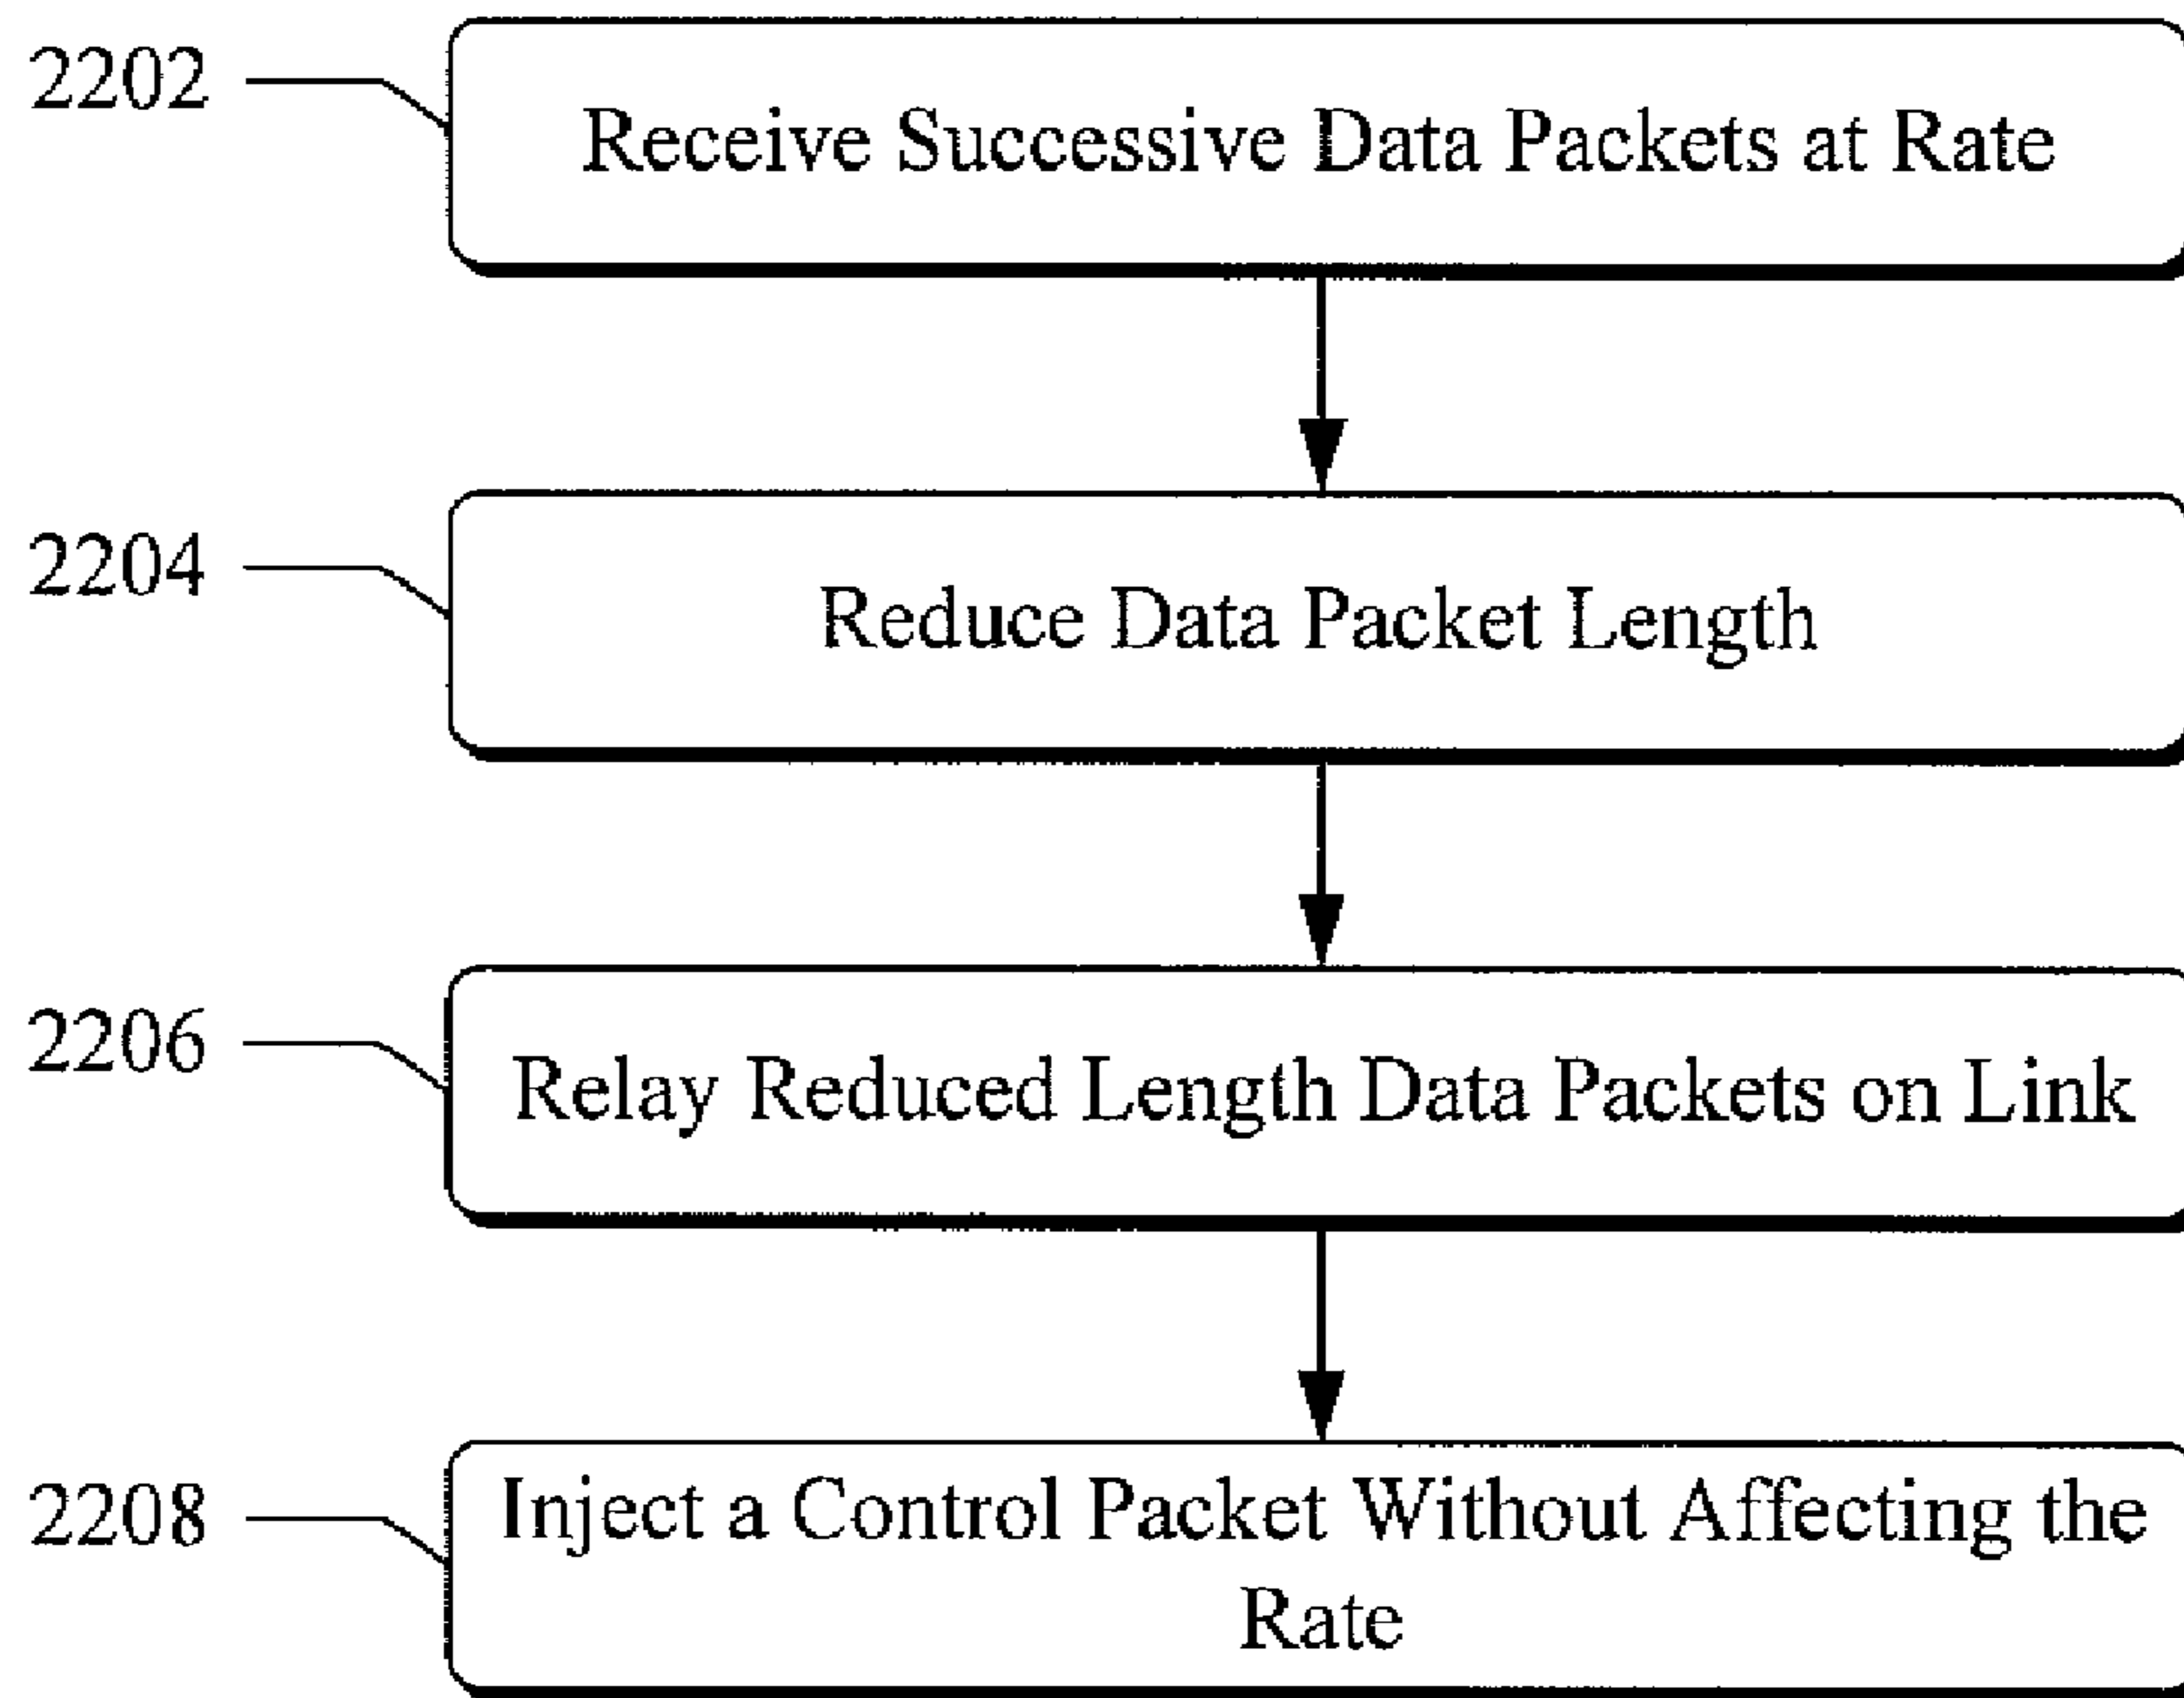 2202
Receive Successive Data Packets at Rate
2204
Reduce Data Packet Length
2206
Relay Reduced Length Data Packets on Link
2208
Inject a Control Packet Without Affecting the
Rate